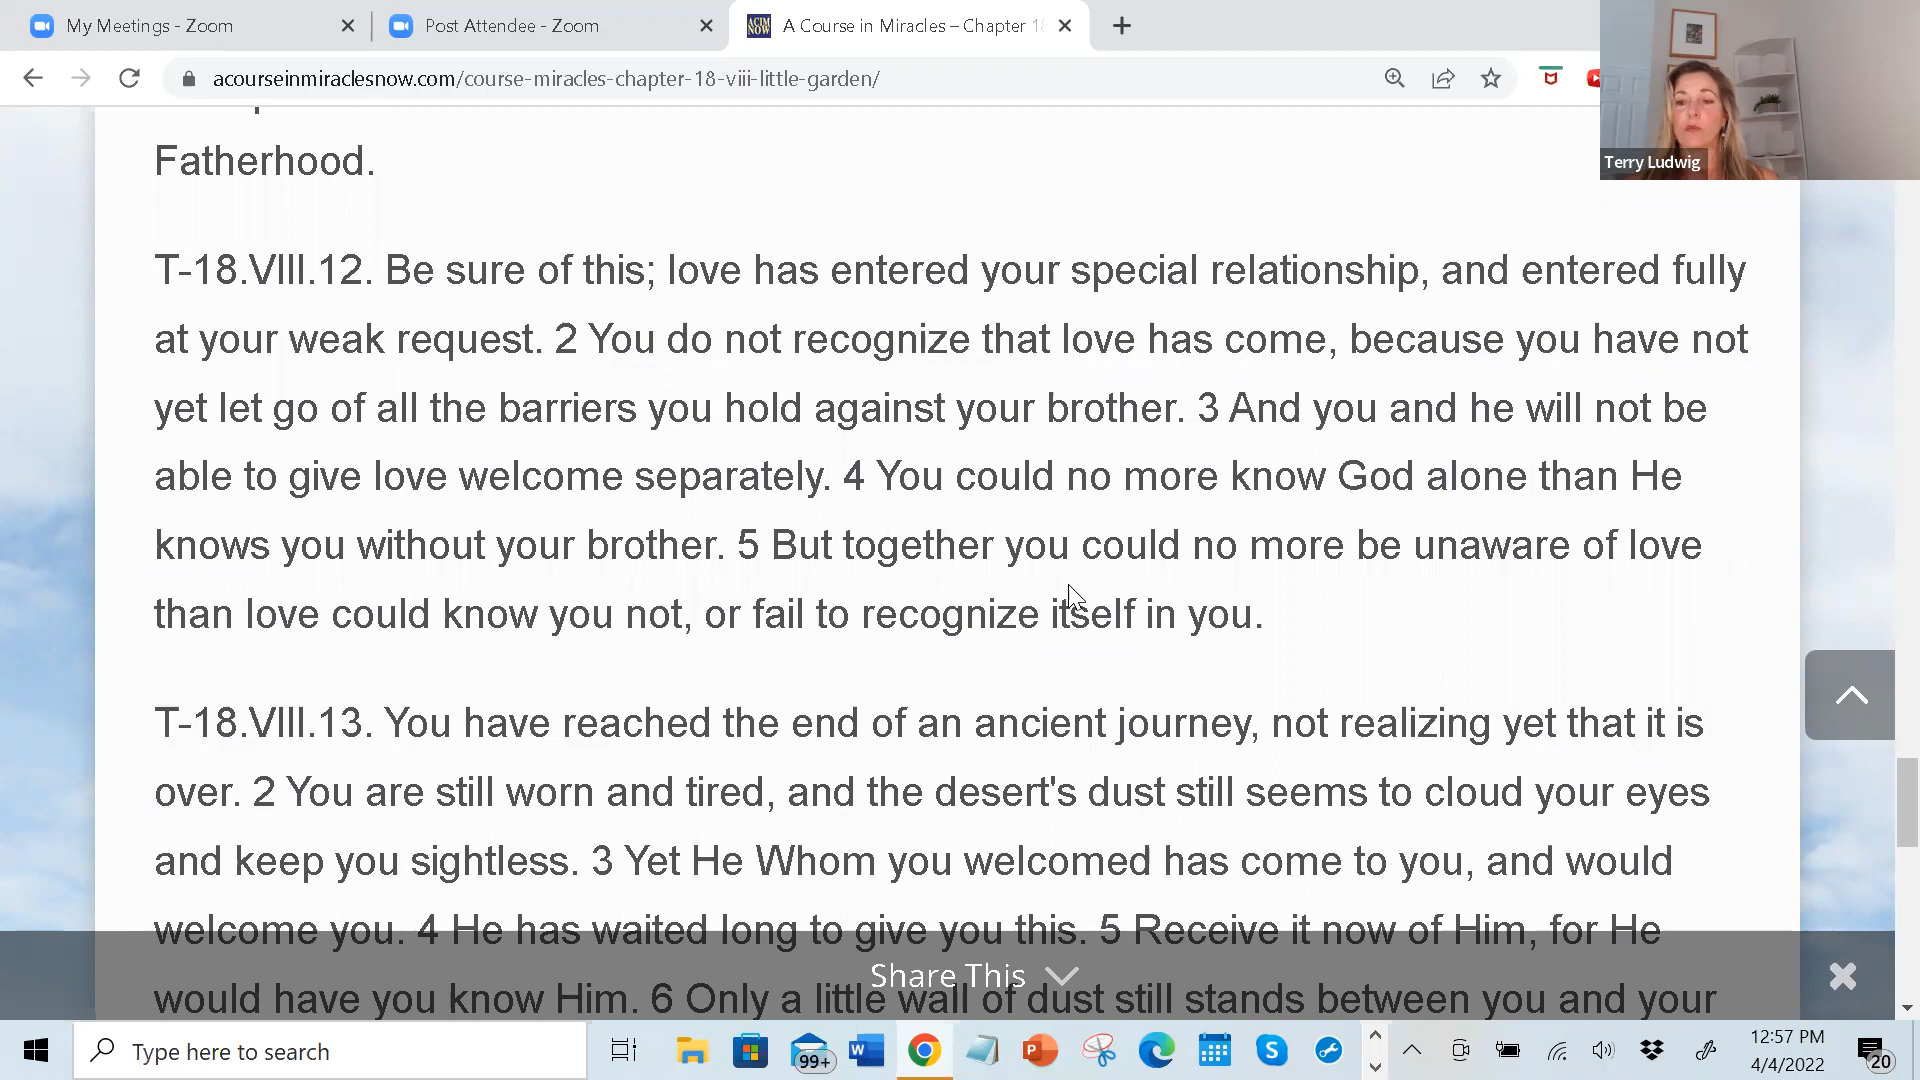 My Meetings - Zoom
Post Attendee - Zoom
ACIM NOW
A Course in Miracles – Chapter 18
acourseinmiraclesnow.com/course-miracles-chapter-18-viii-little-garden/
Terry Ludwig
Fatherhood.
T-18.VIII.12. Be sure of this; love has entered your special relationship, and entered fully
at your weak request. 2 You do not recognize that love has come, because you have not
yet let go of all the barriers you hold against your brother. 3 And you and he will not be
able to give love welcome separately. 4 You could no more know God alone than He
knows you without your brother. 5 But together you could no more be unaware of love
than love could know you not, or fail to recognize itself in you.
T-18.VIII.13. You have reached the end of an ancient journey, not realizing yet that it is
over. 2 You are still worn and tired, and the desert's dust still seems to cloud your eyes
and keep you sightless. 3 Yet He Whom you welcomed has come to you, and would
welcome you. 4 He has waited long to give you this. 5 Receive it now of Him, for He
Share This
would have you know Him. 6 Only a little wall of dust still stands between you and your
Type here to search
99+
W
P
S
12:57 PM
4/4/2022
20